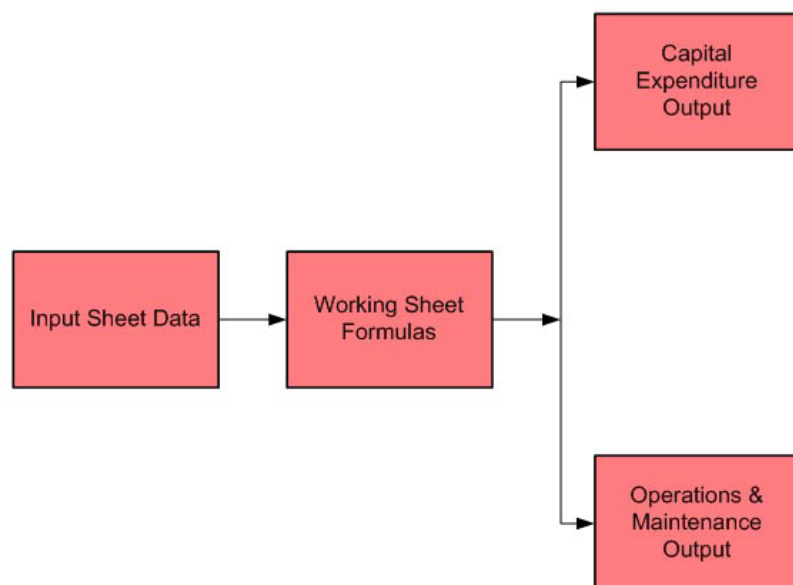 Capital
Expenditure
Output
Input Sheet Data
Working Sheet
Formulas
Operations &
Maintenance
Output